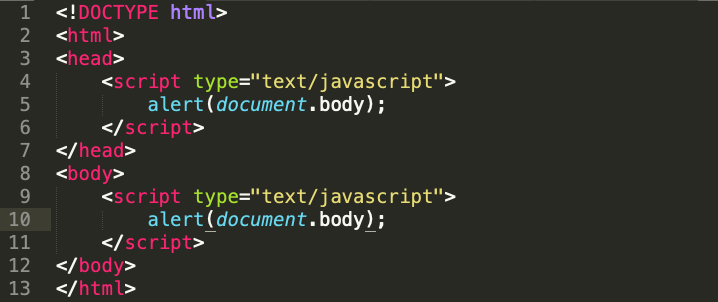 1 <!DOCTYPE html>
2 <html>
3 <head>
4     <script type="text/javascript">
5         alert(document.body);
6     </script>
7 </head>
8 <body>
9     <script type="text/javascript">
10         alert(document.body);
11     </script>
12 </body>
13 </html>